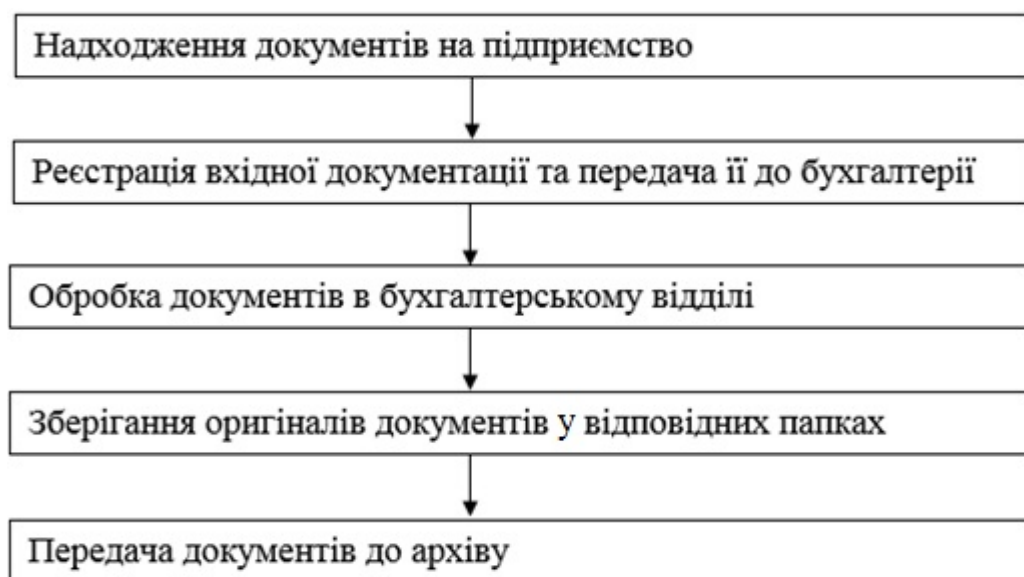 Надходження документів на підприємство
Реєстрація вхідної документації та передача її до бухгалтерії
Обробка документів в бухгалтерському відділі
Зберігання оригіналів документів у відповідних папках
Передача документів до архіву